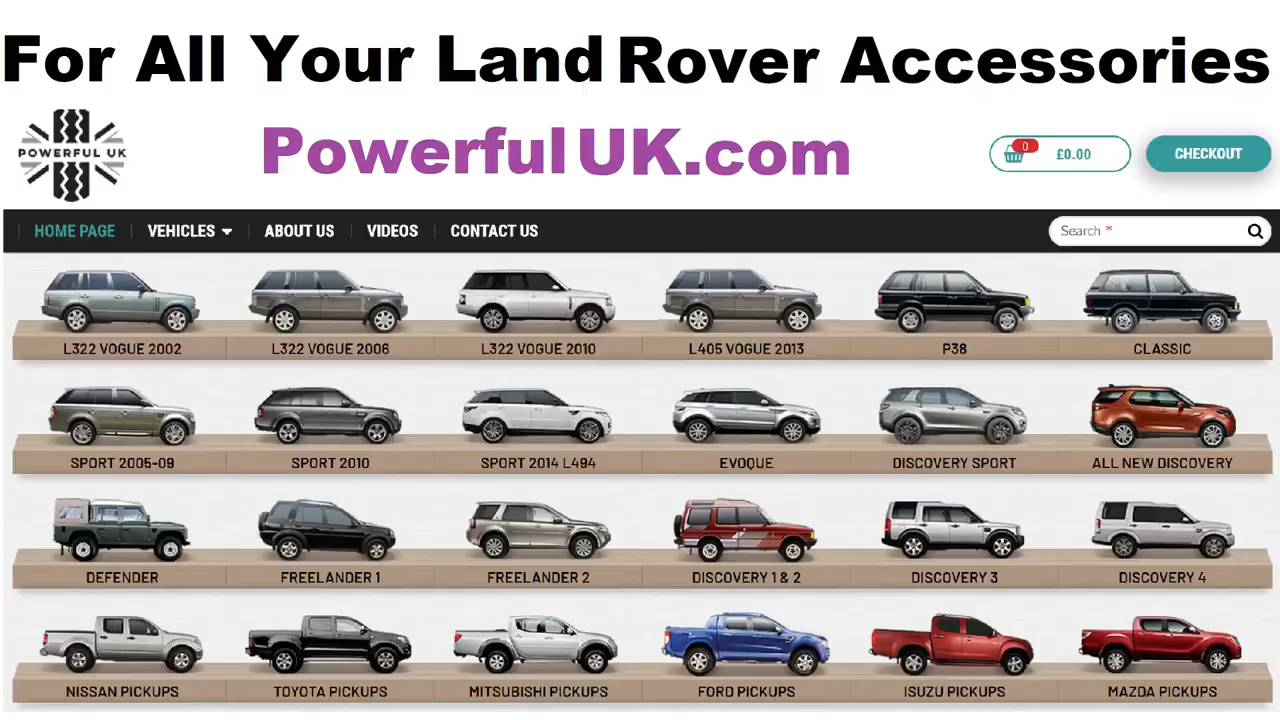 For All Your Land Rover Accessories
POWERFUL UK
PowerfulUK.com
0
£0.00
CHECKOUT
HOME PAGE VEHICLES ABOUT US VIDEOS CONTACT US
Search *
L322 VOGUE 2002 L322 VOGUE 2006 L322 VOGUE 2010 L405 VOGUE 2013 P38 CLASSIC
SPORT 2005-09 SPORT 2010 SPORT 2014 L494 EVOQUE DISCOVERY SPORT ALL NEW DISCOVERY
DEFENDER FREELANDER 1 FREELANDER 2 DISCOVERY 1 & 2 DISCOVERY 3 DISCOVERY 4
NISSAN PICKUPS TOYOTA PICKUPS MITSUBISHI PICKUPS FORD PICKUPS ISUZU PICKUPS MAZDA PICKUPS